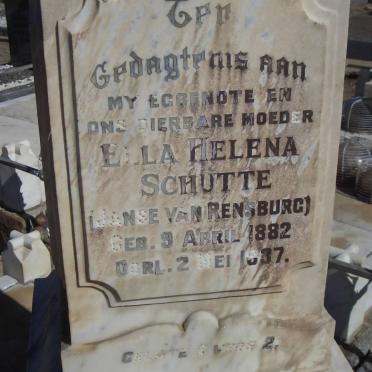 Ter
Gedagtenis aan
MY EGGENOTE EN
ONS DIERBARE MOEDER
ELLA HELENA
SCHUTTE
(JANSE VAN RENSBURG)
GEB. 9 APRIL 1882
OORL. 2 MEI 1937.
2.